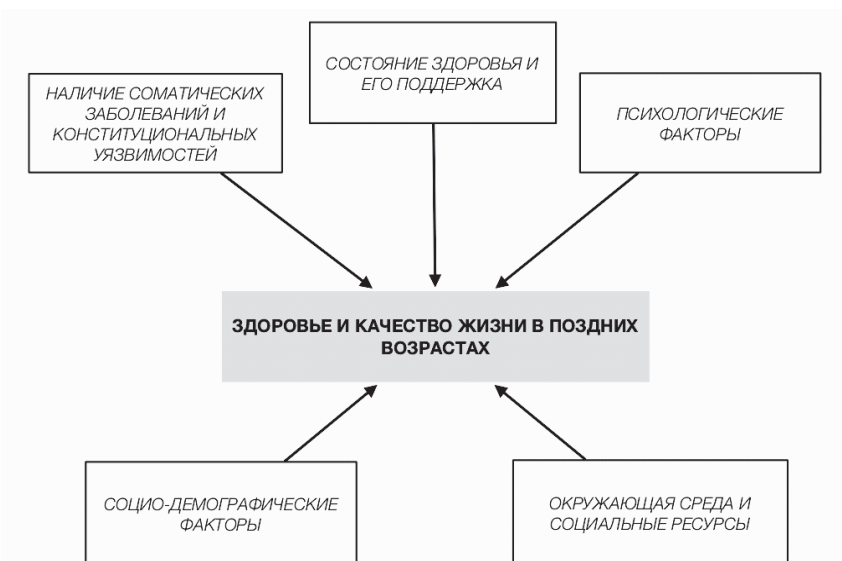 НАЛИЧИЕ СОМАТИЧЕСКИХ
ЗАБОЛЕВАНИЙ И
КОНСТИТУЦИОНАЛЬНЫХ
УЯЗВИМОСТЕЙ
СОСТОЯНИЕ ЗДОРОВЬЯ И
ЕГО ПОДДЕРЖКА
ПСИХОЛОГИЧЕСКИЕ
ФАКТОРЫ
ЗДОРОВЬЕ И КАЧЕСТВО ЖИЗНИ В ПОЗДНИХ
ВОЗРАСТАХ
СОЦИО-ДЕМОГРАФИЧЕСКИЕ
ФАКТОРЫ
ОКРУЖАЮЩАЯ СРЕДА И
СОЦИАЛЬНЫЕ РЕСУРСЫ